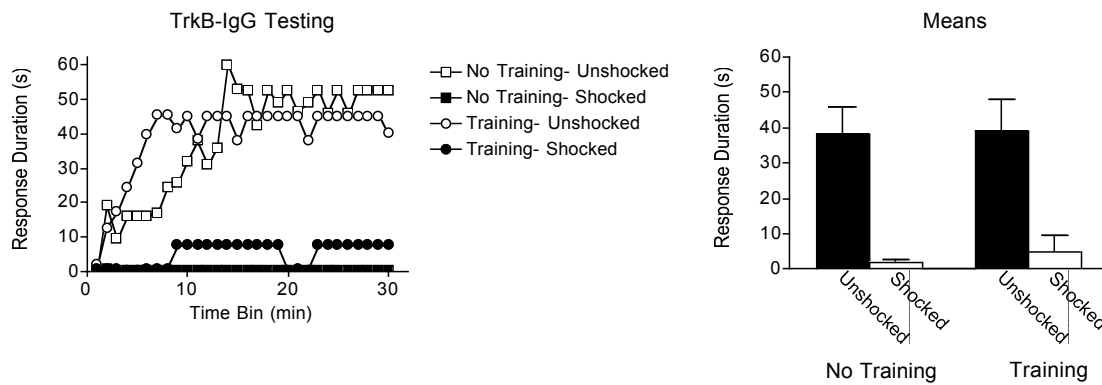 TrkB-IgG Testing
Response Duration (s)
60
50
40
30
20
10
0
0
10
20
30
Time Bin (min)
No Training- Unshocked
No Training- Shocked
Training- Unshocked
Training- Shocked
Means
Response Duration (s)
60
50
40
30
20
10
0
Unshocked
Shocked
Unshocked
Shocked
No Training
Training